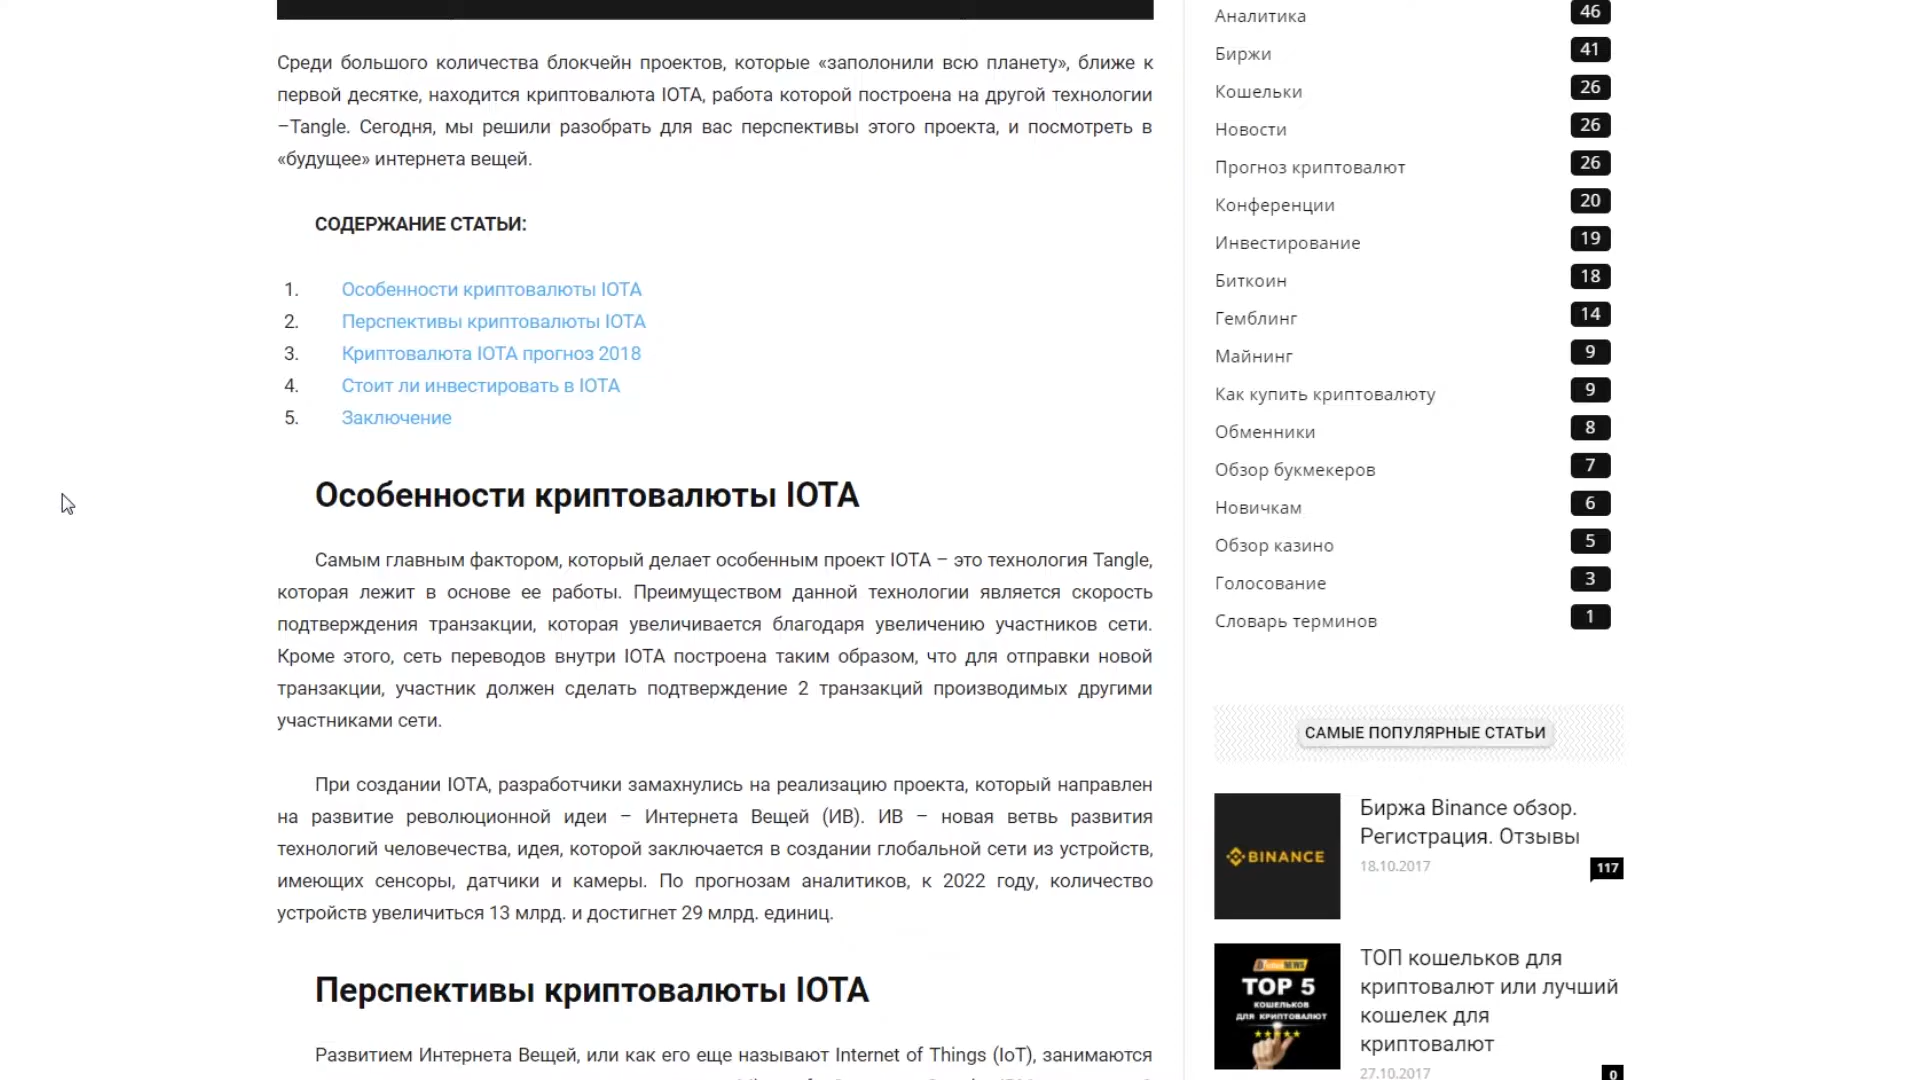 Среди большого количества блокчейн проектов, которые «заполонили всю планету», ближе к
первой десятке, находится криптовалюта IOTA, работа которой построена на другой технологии
–Tangle. Сегодня, мы решили разобрать для вас перспективы этого проекта, и посмотреть в
«будущее» интернета вещей.
СОДЕРЖАНИЕ СТАТЬИ:
1. Особенности криптовалюты IOTA
2. Перспективы криптовалюты IOTA
3. Криптовалюта IOTA прогноз 2018
4. Стоит ли инвестировать в IOTA
5. Заключение
Особенности криптовалюты IOTA
Самым главным фактором, который делает особенным проект IOTA – это технология Tangle,
которая лежит в основе ее работы. Преимуществом данной технологии является скорость
подтверждения транзакции, которая увеличивается благодаря увеличению участников сети.
Кроме этого, сеть переводов внутри IOTA построена таким образом, что для отправки новой
транзакции, участник должен сделать подтверждение 2 транзакций производимых другими
участниками сети.
При создании IOTA, разработчики замахнулись на реализацию проекта, который направлен
на развитие революционной идеи – Интернета Вещей (ИВ). ИВ – новая ветвь развития
технологий человечества, идея, которой заключается в создании глобальной сети из устройств,
имеющих сенсоры, датчики и камеры. По прогнозам аналитиков, к 2022 году, количество
устройств увеличиться 13 млрд. и достигнет 29 млрд. единиц.
Перспективы криптовалюты IOTA
Развитием Интернета Вещей, или как его еще называют Internet of Things (IoT), занимаются
Аналитика 46
Биржи 41
Кошельки 26
Новости 26
Прогноз криптовалют 26
Конференции 20
Инвестирование 19
Биткоин 18
Гемблинг 14
Майнинг 9
Как купить криптовалюту 9
Обменники 8
Обзор букмекеров 7
Новичкам 6
Обзор казино 5
Голосование 3
Словарь терминов 1
САМЫЕ ПОПУЛЯРНЫЕ СТАТЬИ
BINANCE
Биржа Binance обзор.
Регистрация. Отзывы
18.10.2017
117
TOP 5
КОШЕЛЬКОВ
ДЛЯ КРИПТОВАЛЮТ
ТОП кошельков для
криптовалют или лучший
кошелек для
криптовалют
27.10.2017
0